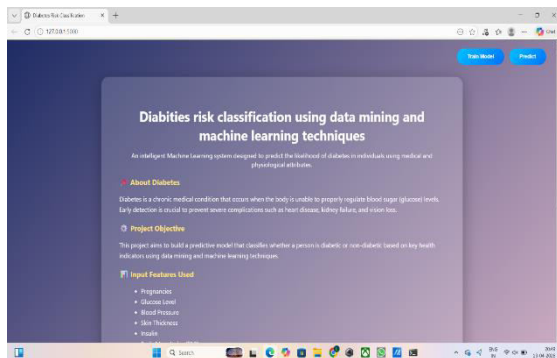 Diabetes Risk Classification
127.0.0.1:5000
Train Model
Predict
Diabities risk classification using data mining and
machine learning techniques
An intelligent Machine Learning system designed to predict the likelihood of diabetes in individuals using medical and
physiological attributes.
About Diabetes
Diabetes is a chronic medical condition that occurs when the body is unable to properly regulate blood sugar (glucose) levels.
Early detection is crucial to prevent severe complications such as heart disease, kidney failure, and vision loss.
Project Objective
This project aims to build a predictive model that classifies whether a person is diabetic or non-diabetic based on key health
indicators using data mining and machine learning techniques.
Input Features Used
Pregnancies
Glucose Level
Blood Pressure
Skin Thickness
Insulin
Search
ENG
IN